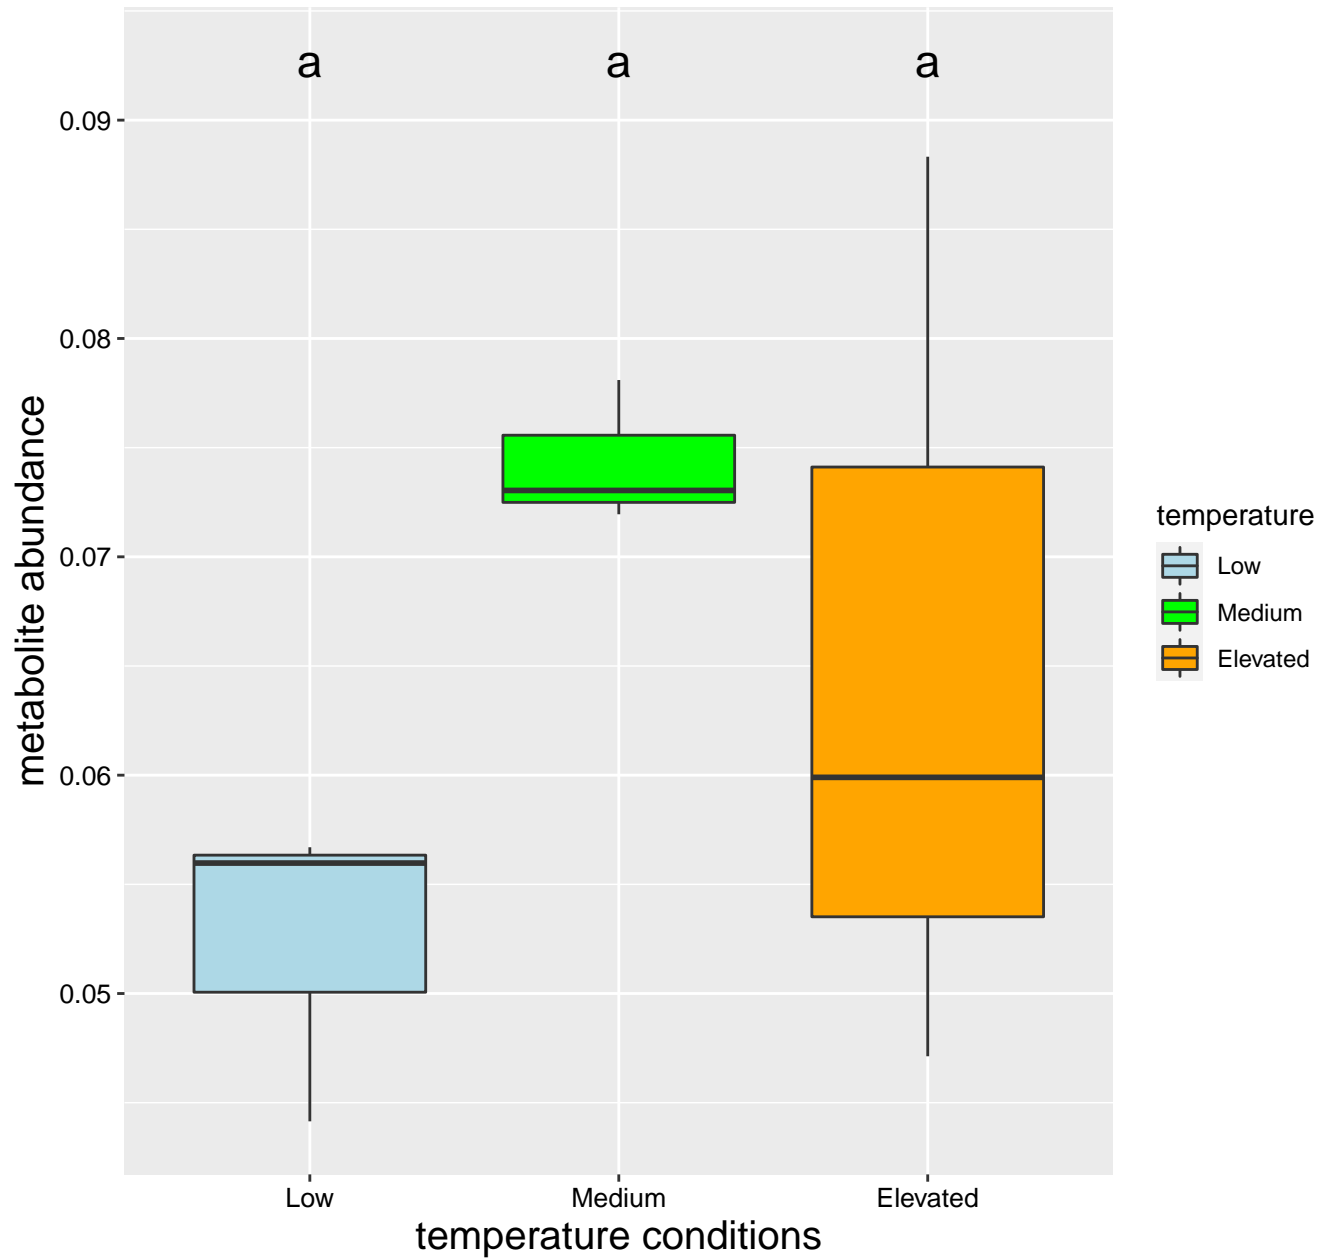 a a a
0.09
0.08
0.07
0.06
0.05
metabolite abundance
Low Medium Elevated
temperature conditions
temperature
Low
Medium
Elevated